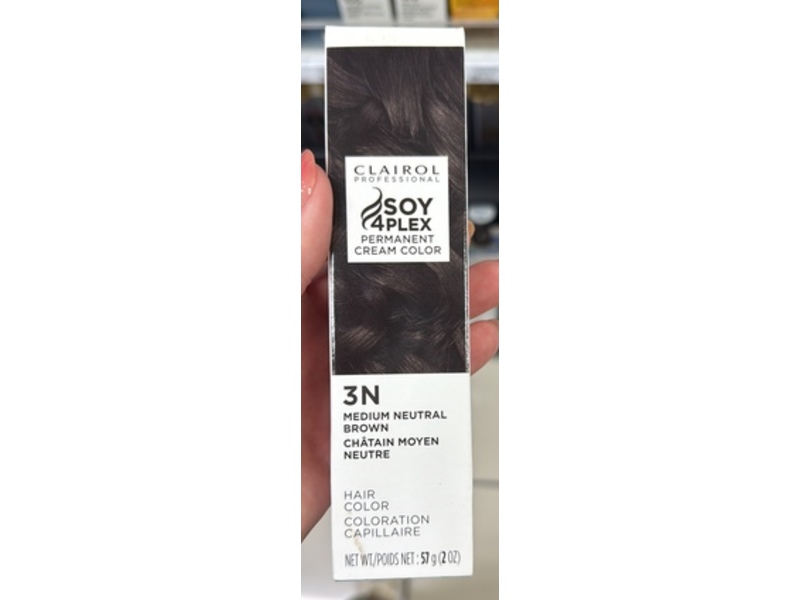 CLAIROL
PROFESSIONAL
SOY
4PLEX
PERMANENT
CREAM COLOR
3N
MEDIUM NEUTRAL
BROWN
CHÂTAIN MOYEN
NEUTRE
HAIR
COLOR
COLORATION
CAPILLAIRE
NET WT./POIDS NET : 57 g (2 OZ)